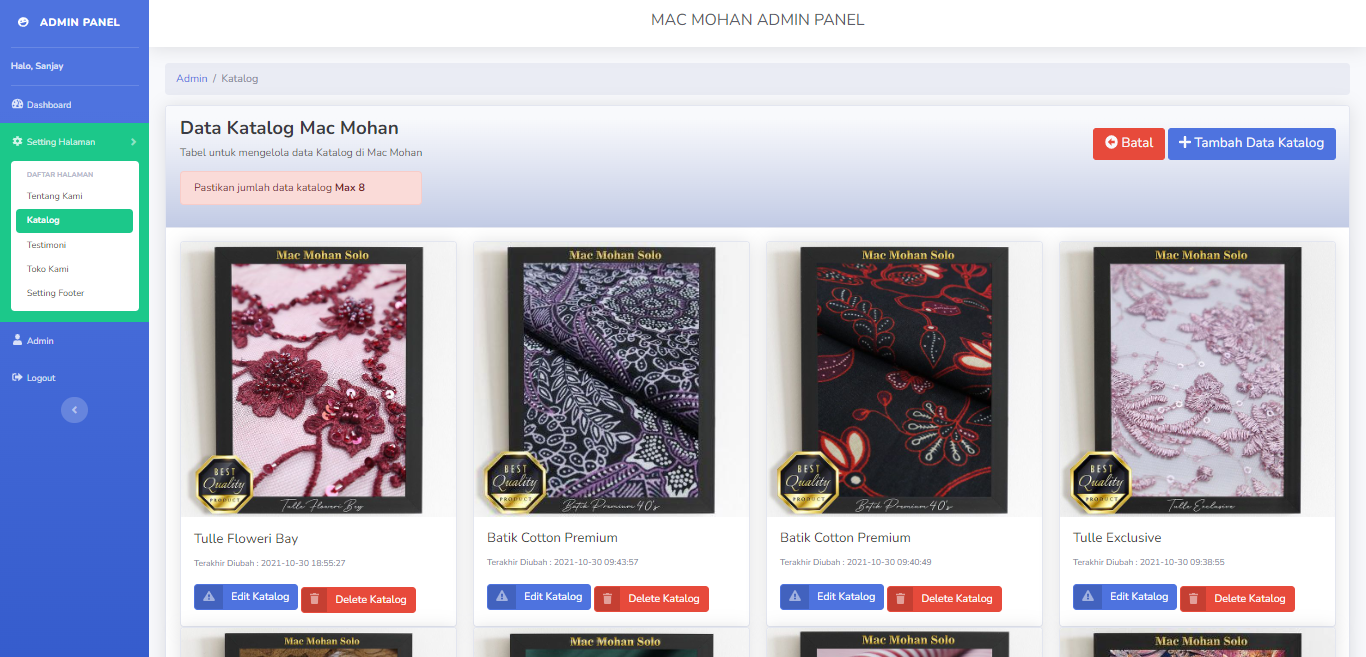 ADMIN PANEL
MAC MOHAN ADMIN PANEL
Halo, Sanjay
Dashboard
Setting Halaman
DAFTAR HALAMAN
Tentang Kami
Katalog
Testimoni
Toko Kami
Setting Footer
Admin
Logout
Admin / Katalog
Data Katalog Mac Mohan
Tabel untuk mengelola data Katalog di Mac Mohan
Pastikan jumlah data katalog Max 8
Batal
Tambah Data Katalog
Mac Mohan Solo
BEST
Quality
PRODUCT
Tulle Floweri Bay
Tulle Floweri Bay
Terakhir Diubah : 2021-10-30 18:55:27
Edit Katalog
Delete Katalog
Mac Mohan Solo
BEST
Quality
PRODUCT
Batik Premium 40's
Batik Cotton Premium
Terakhir Diubah : 2021-10-30 09:43:57
Edit Katalog
Delete Katalog
Mac Mohan Solo
BEST
Quality
PRODUCT
Batik Premium 40's
Batik Cotton Premium
Terakhir Diubah : 2021-10-30 09:40:49
Edit Katalog
Delete Katalog
Mac Mohan Solo
BEST
Quality
PRODUCT
Tulle Exclusive
Tulle Exclusive
Terakhir Diubah : 2021-10-30 09:38:55
Edit Katalog
Delete Katalog
Mac Mohan Solo
Mac Mohan Solo
Mac Mohan Solo
Mac Mohan Solo